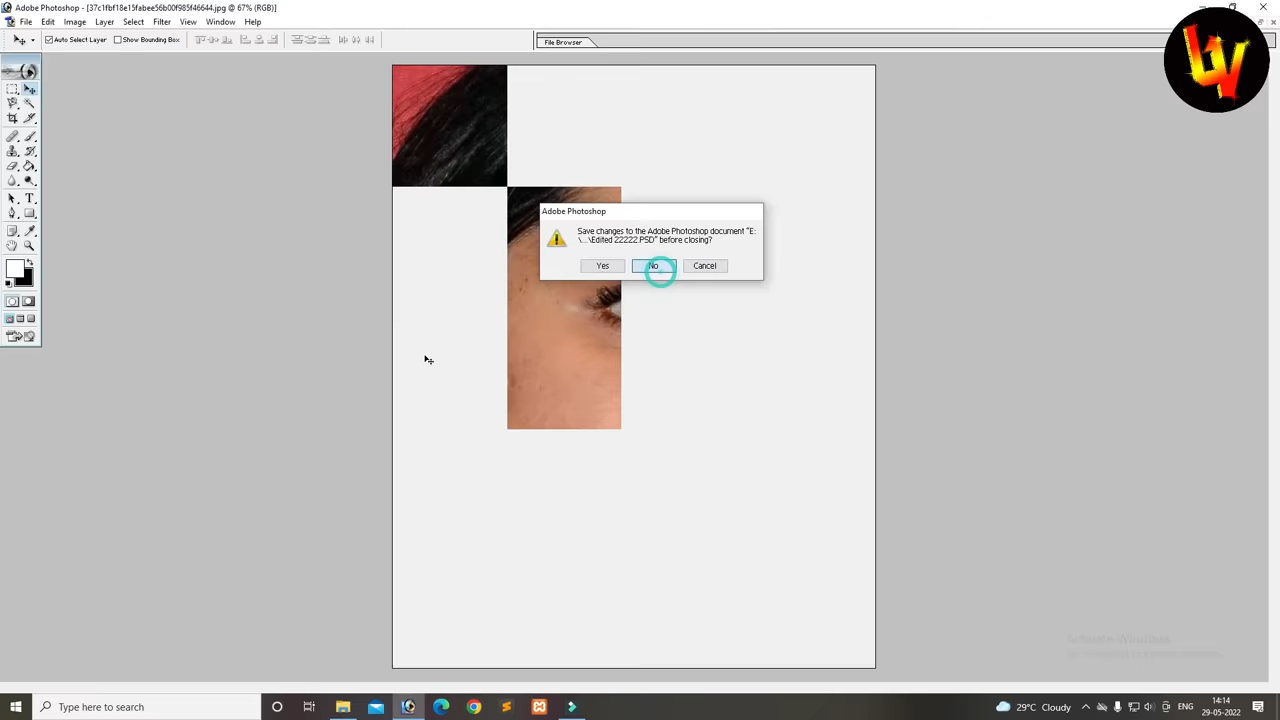 Adobe Photoshop - [37c1fbf18e15fabee56b00f985f46644.jpg @ 67% (RGB)]
File Edit Image Layer Select Filter View Window Help
Auto Select Layer Show Bounding Box
File Browser
Adobe Photoshop
Save changes to the Adobe Photoshop document "E:
\...\Edited 22222.PSD" before closing?
Yes No Cancel
Type here to search
29°C Cloudy ENG 14:14
29-05-2022